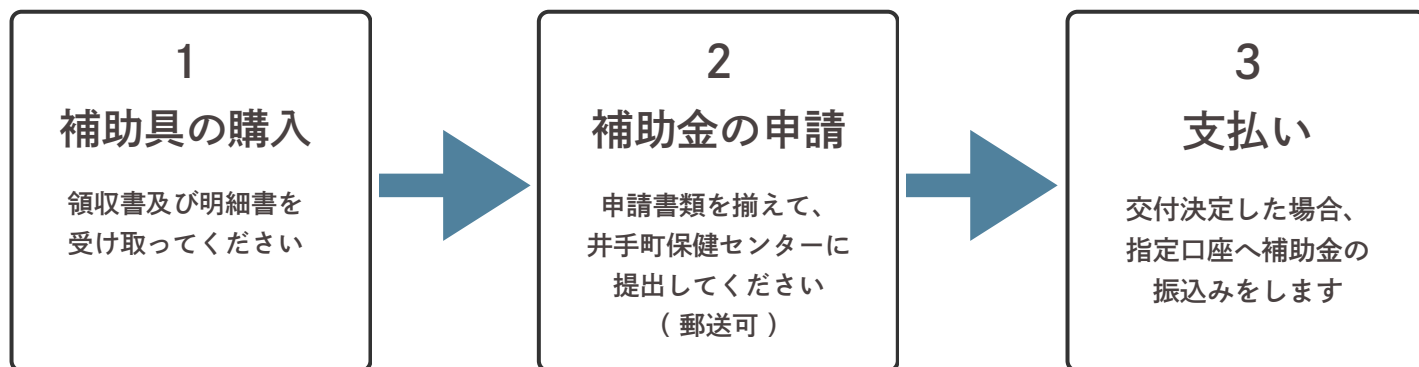 1
補助具の購入
領収書及び明細書を
受け取ってください
2
補助金の申請
申請書類を揃えて、
井手町保健センターに
提出してください
（郵送可）
3
支払い
交付決定した場合、
指定口座へ補助金の
振込みをします